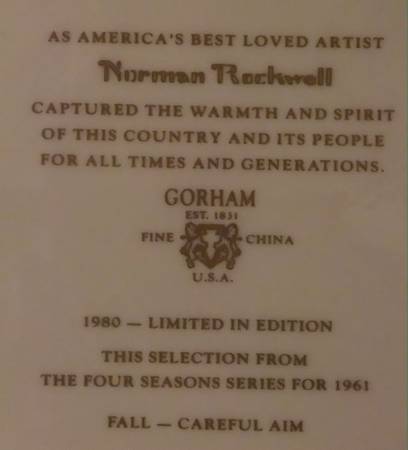 AS AMERICA'S BEST LOVED ARTIST
Norman Rockwell
CAPTURED THE WARMTH AND SPIRIT
OF THIS COUNTRY AND ITS PEOPLE
FOR ALL TIMES AND GENERATIONS.
GORHAM
EST. 1831
FINE CHINA
U.S.A.
1980 — LIMITED IN EDITION
THIS SELECTION FROM
THE FOUR SEASONS SERIES FOR 1961
FALL — CAREFUL AIM